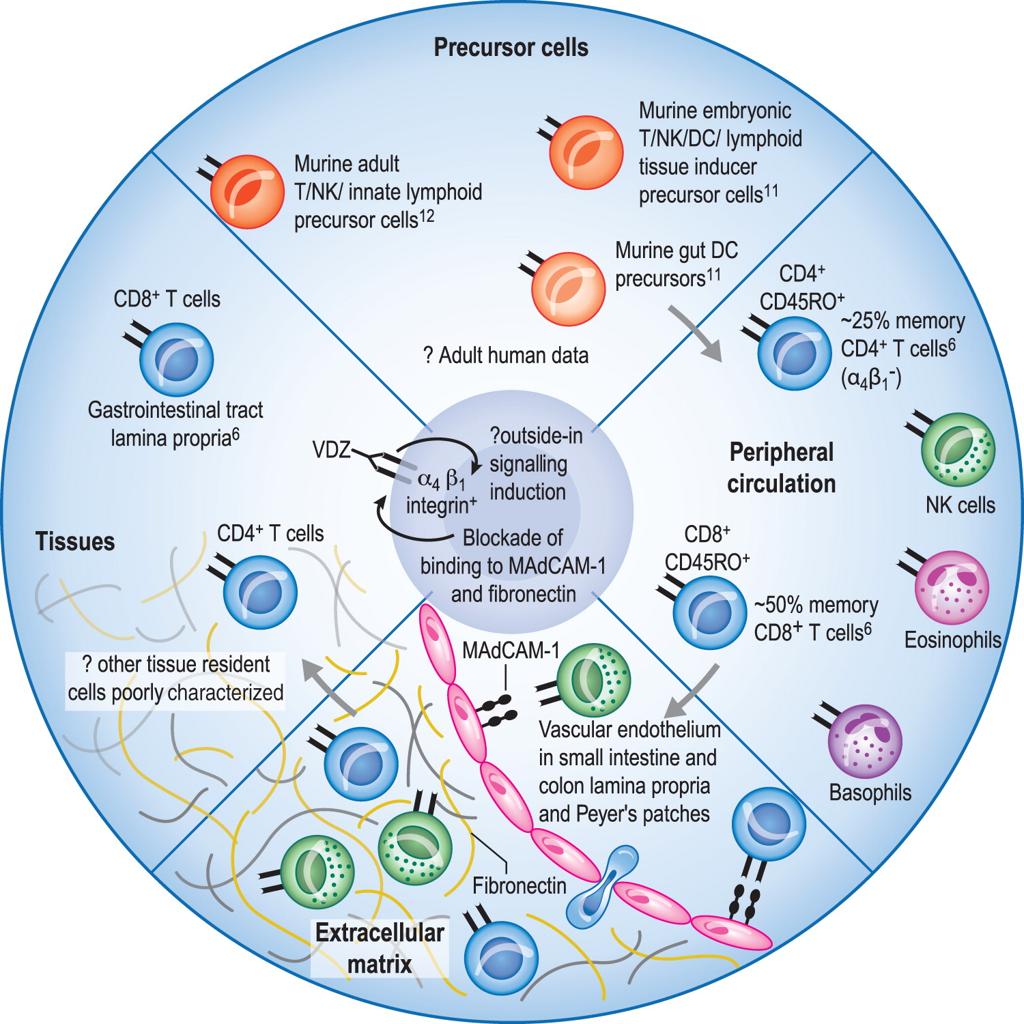 Precursor cells
Murine embryonic
T/NK/DC/ lymphoid
tissue inducer
precursor cells¹¹
Murine adult
T/NK/ innate lymphoid
precursor cells¹²
Murine gut DC
precursors¹¹
? Adult human data
CD4⁺
CD45RO⁺
~25% memory
CD4⁺ T cells⁶
(α₄β₁⁻)
CD8⁺ T cells
Gastrointestinal tract
lamina propria⁶
VDZ
α₄ β₁
integrin⁺
?outside-in
signalling
induction
Blockade of
binding to MAdCAM-1
and fibronectin
Peripheral
circulation
NK cells
CD8⁺
CD45RO⁺
~50% memory
CD8⁺ T cells⁶
Eosinophils
Basophils
Tissues
CD4⁺ T cells
? other tissue resident
cells poorly characterized
MAdCAM-1
Vascular endothelium
in small intestine and
colon lamina propria
and Peyer's patches
Fibronectin
Extracellular
matrix